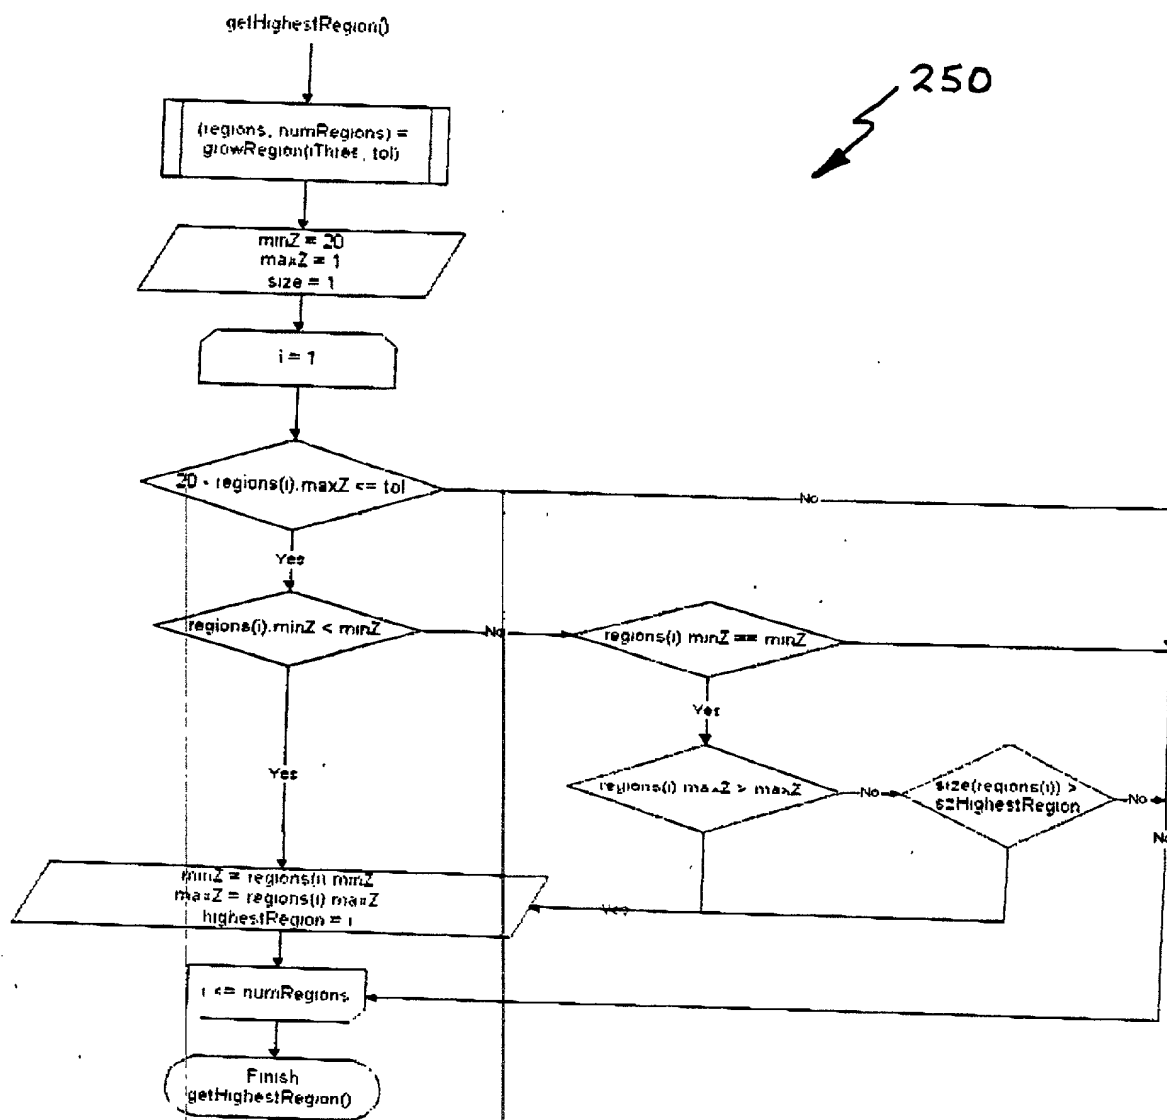 getHighestRegion()
250
(regions, numRegions) =
growRegion(iThres, tol)
minZ = 20
maxZ = 1
size = 1
i = 1
20 - regions(i).maxZ <= tol
No
Yes
regions(i).minZ < minZ
No
regions(i) minZ == minZ
Yes
Yes
regions(i) maxZ > maxZ
No
size(regions(i)) >
szHighestRegion
No
No
minZ = regions(i) minZ
maxZ = regions(i) maxZ
highestRegion = i
Yes
i <= numRegions
Finish
getHighestRegion()